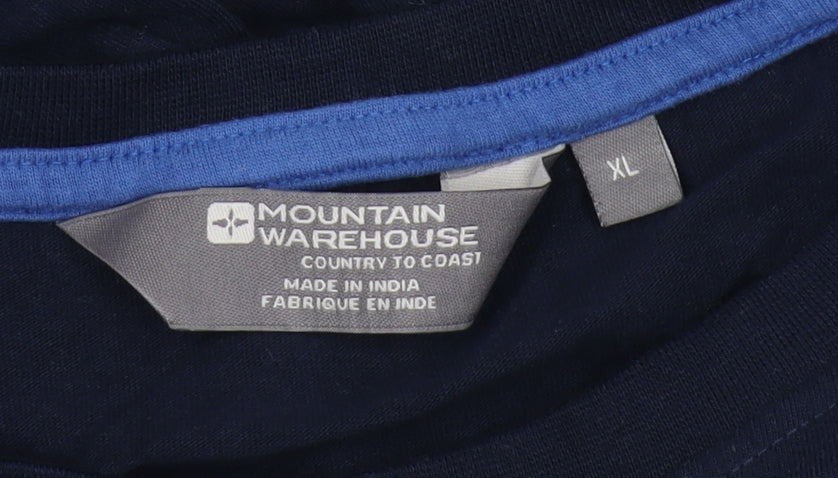 MOUNTAIN
WAREHOUSE
COUNTRY TO COAST
MADE IN INDIA
FABRIQUE EN INDE
XL